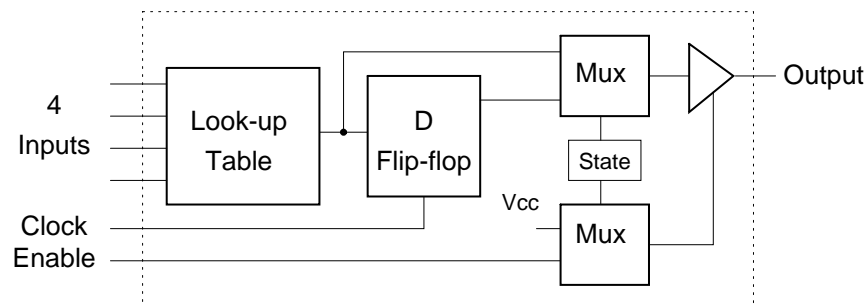 4
Inputs
Look-up
Table
D
Flip-flop
Mux
Output
State
Vcc
Mux
Clock
Enable